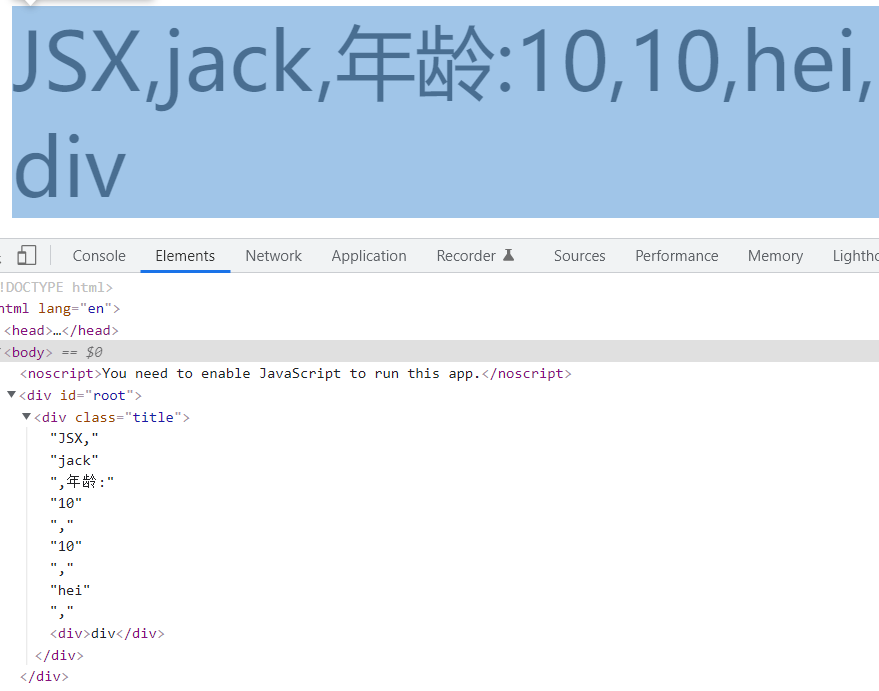 JSX,jack,年龄:10,10,hei,
div
Console Elements Network Application Recorder Sources Performance Memory Lighthc
!DOCTYPE html>
html lang="en">
<head>…</head>
<body> == $0
<noscript>You need to enable JavaScript to run this app.</noscript>
<div id="root">
<div class="title">
"JSX,"
"jack"
",年龄:"
"10"
","
"10"
","
"hei"
","
<div>div</div>
</div>
</div>